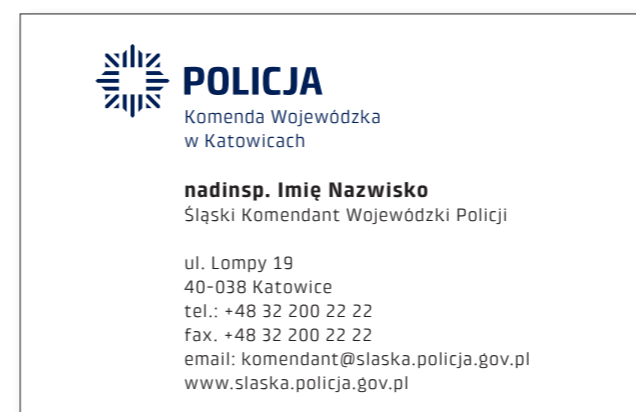 POLICJA
Komenda Wojewódzka
w Katowicach
nadinsp. Imię Nazwisko
Śląski Komendant Wojewódzki Policji
ul. Lompy 19
40-038 Katowice
tel.: +48 32 200 22 22
fax. +48 32 200 22 22
email: komendant@slaska.policja.gov.pl
www.slaska.policja.gov.pl